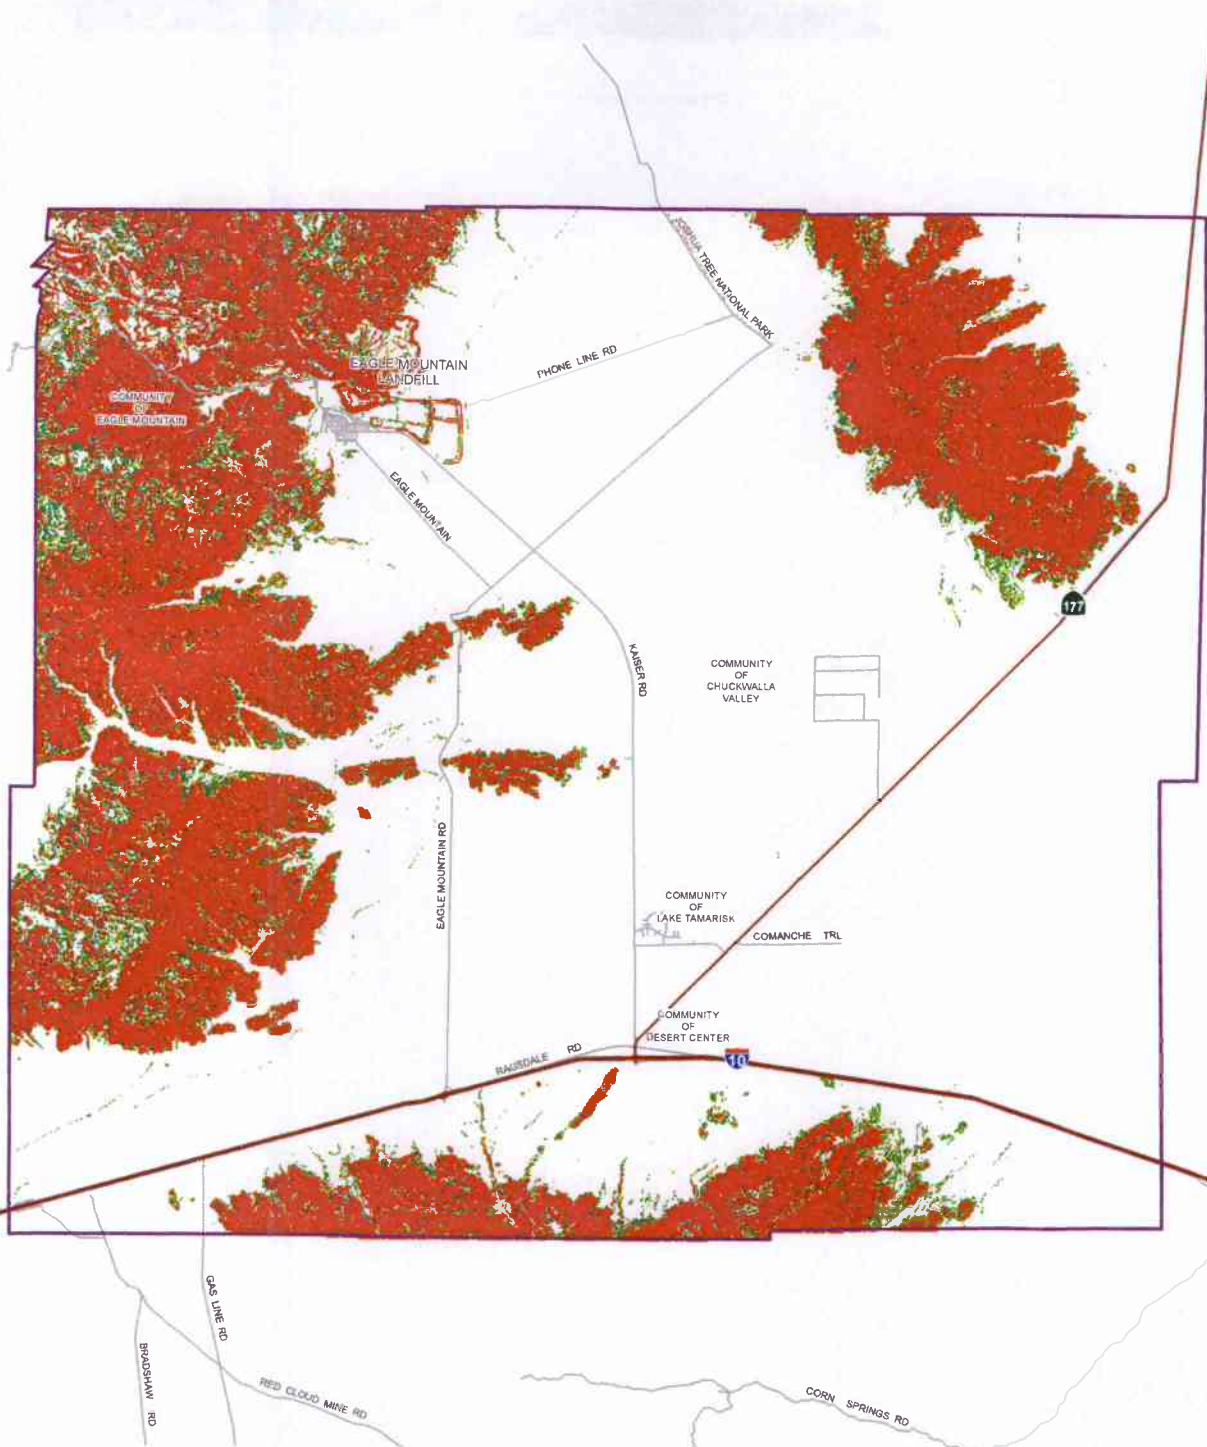 JOSHUA TREE NATIONAL PARK
PHONE LINE RD
EAGLE MOUNTAIN
LANDFILL
COMMUNITY
OF
EAGLE MOUNTAIN
EAGLE MOUNTAIN
177
KAISER RD
COMMUNITY
OF
CHUCKWALLA
VALLEY
EAGLE MOUNTAIN RD
COMMUNITY
OF
LAKE TAMARISK
COMANCHE TRL
COMMUNITY
OF
DESERT CENTER
RAGSDALE RD
10
GAS LINE RD
BRADSHAW RD
RED CLOUD MINE RD
CORN SPRINGS RD